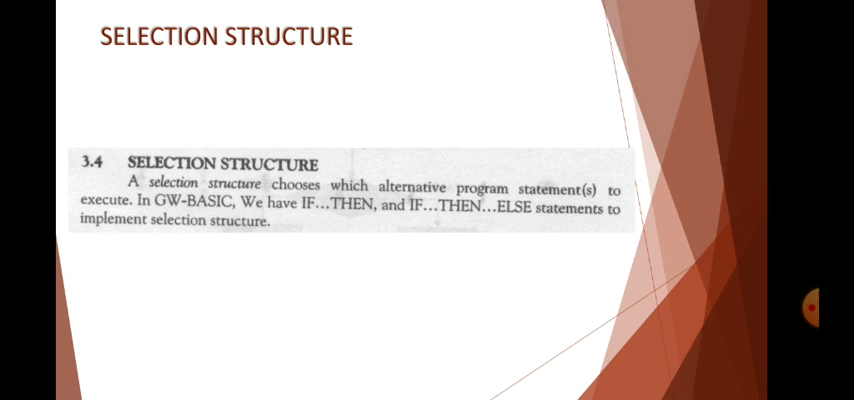 SELECTION STRUCTURE
3.4 SELECTION STRUCTURE
A selection structure chooses which alternative program statement(s) to
execute. In GW-BASIC, We have IF...THEN, and IF...THEN...ELSE statements to
implement selection structure.